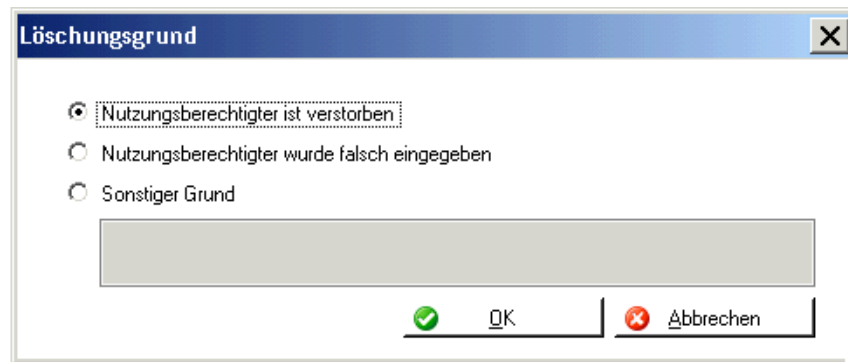 Löschungsgrund
Nutzungsberechtigter ist verstorben
Nutzungsberechtigter wurde falsch eingegeben
Sonstiger Grund
OK
Abbrechen